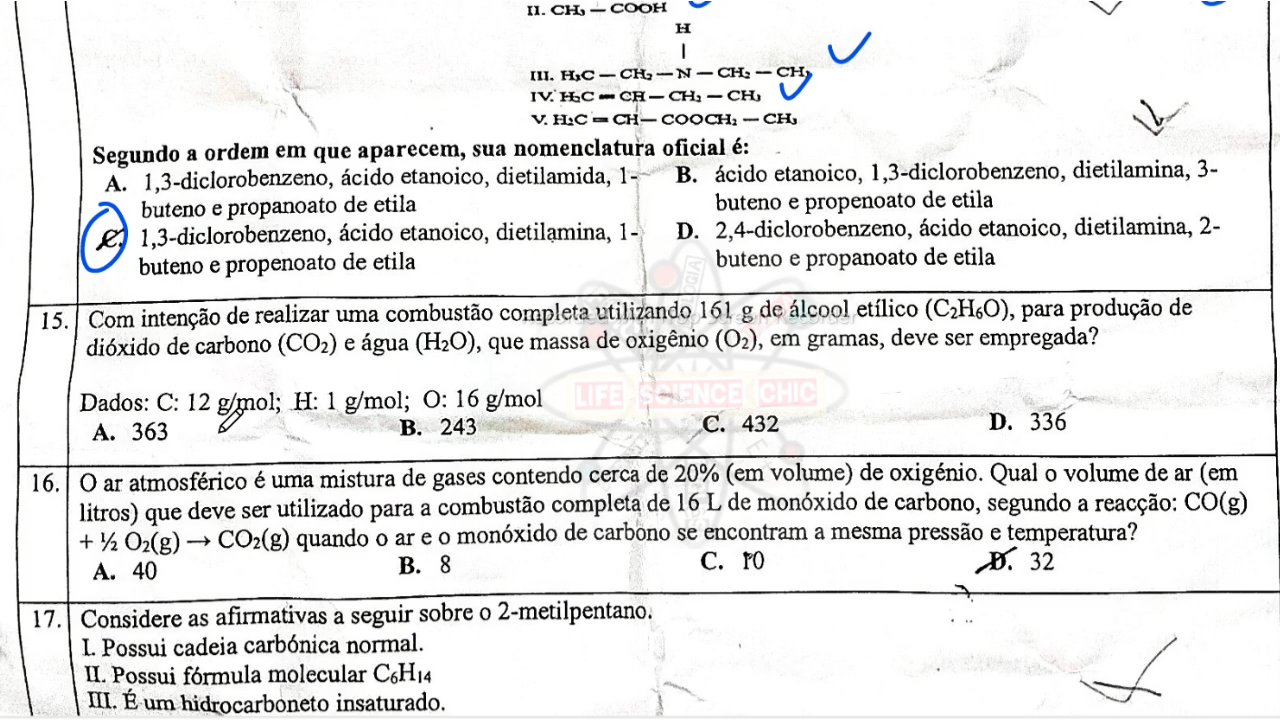 II. CH₃ — COOH
H
|
III. H₃C — CH₂ — N — CH₂ — CH₃
IV. H₂C = CH — CH₂ — CH₃
V. H₂C = CH — COOCH₂ — CH₃
Segundo a ordem em que aparecem, sua nomenclatura oficial é:
A. 1,3-diclorobenzeno, ácido etanoico, dietilamida, 1-
buteno e propanoato de etila
B. ácido etanoico, 1,3-diclorobenzeno, dietilamina, 3-
buteno e propenoato de etila
C. 1,3-diclorobenzeno, ácido etanoico, dietilamina, 1-
buteno e propenoato de etila
D. 2,4-diclorobenzeno, ácido etanoico, dietilamina, 2-
buteno e propanoato de etila
15. Com intenção de realizar uma combustão completa utilizando 161 g de álcool etílico (C₂H₆O), para produção de
dióxido de carbono (CO₂) e água (H₂O), que massa de oxigênio (O₂), em gramas, deve ser empregada?
LIFE SCIENCE CHIC
Dados: C: 12 g/mol; H: 1 g/mol; O: 16 g/mol
A. 363 B. 243 C. 432 D. 336
16. O ar atmosférico é uma mistura de gases contendo cerca de 20% (em volume) de oxigénio. Qual o volume de ar (em
litros) que deve ser utilizado para a combustão completa de 16 L de monóxido de carbono, segundo a reacção: CO(g)
+ ½ O₂(g) → CO₂(g) quando o ar e o monóxido de carbono se encontram a mesma pressão e temperatura?
A. 40 B. 8 C. 10 D. 32
17. Considere as afirmativas a seguir sobre o 2-metilpentano.
I. Possui cadeia carbónica normal.
II. Possui fórmula molecular C₆H₁₄
III. É um hidrocarboneto insaturado.